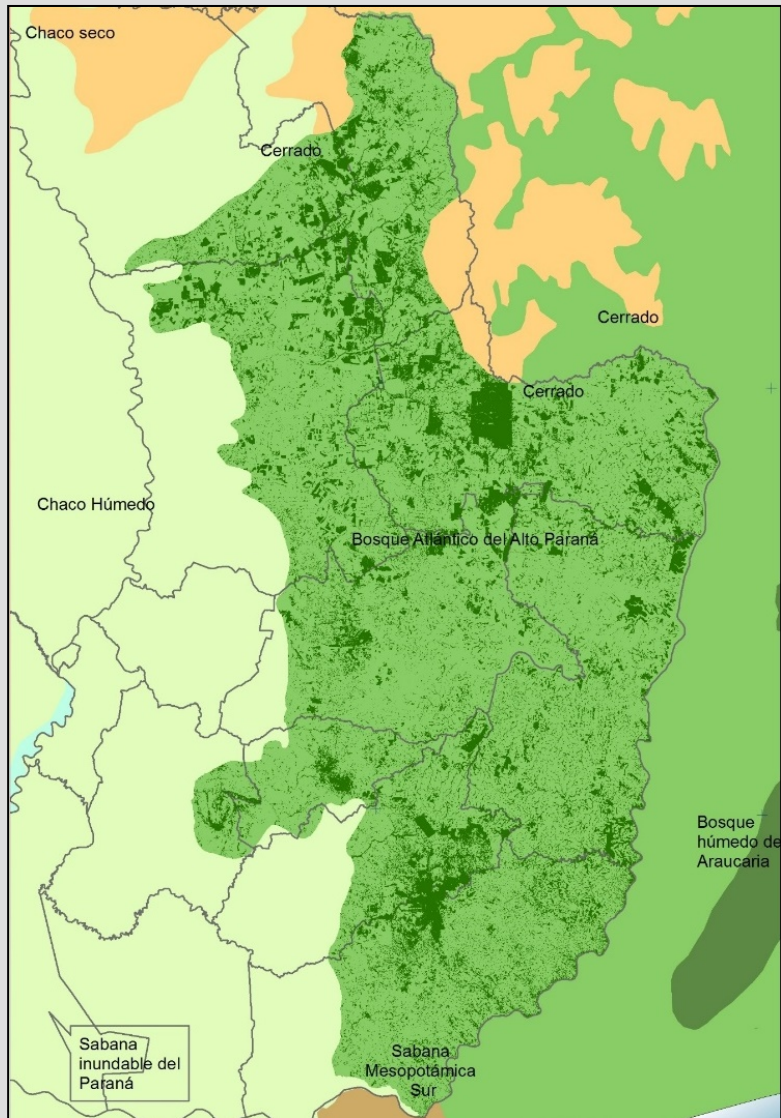 Chaco seco
Cerrado
Cerrado
Cerrado
Chaco Húmedo
Bosque Atlántico del Alto Paraná
Bosque
húmedo de
Araucaria
Sabana
inundable del
Paraná
Sabana
Mesopotámica
Sur